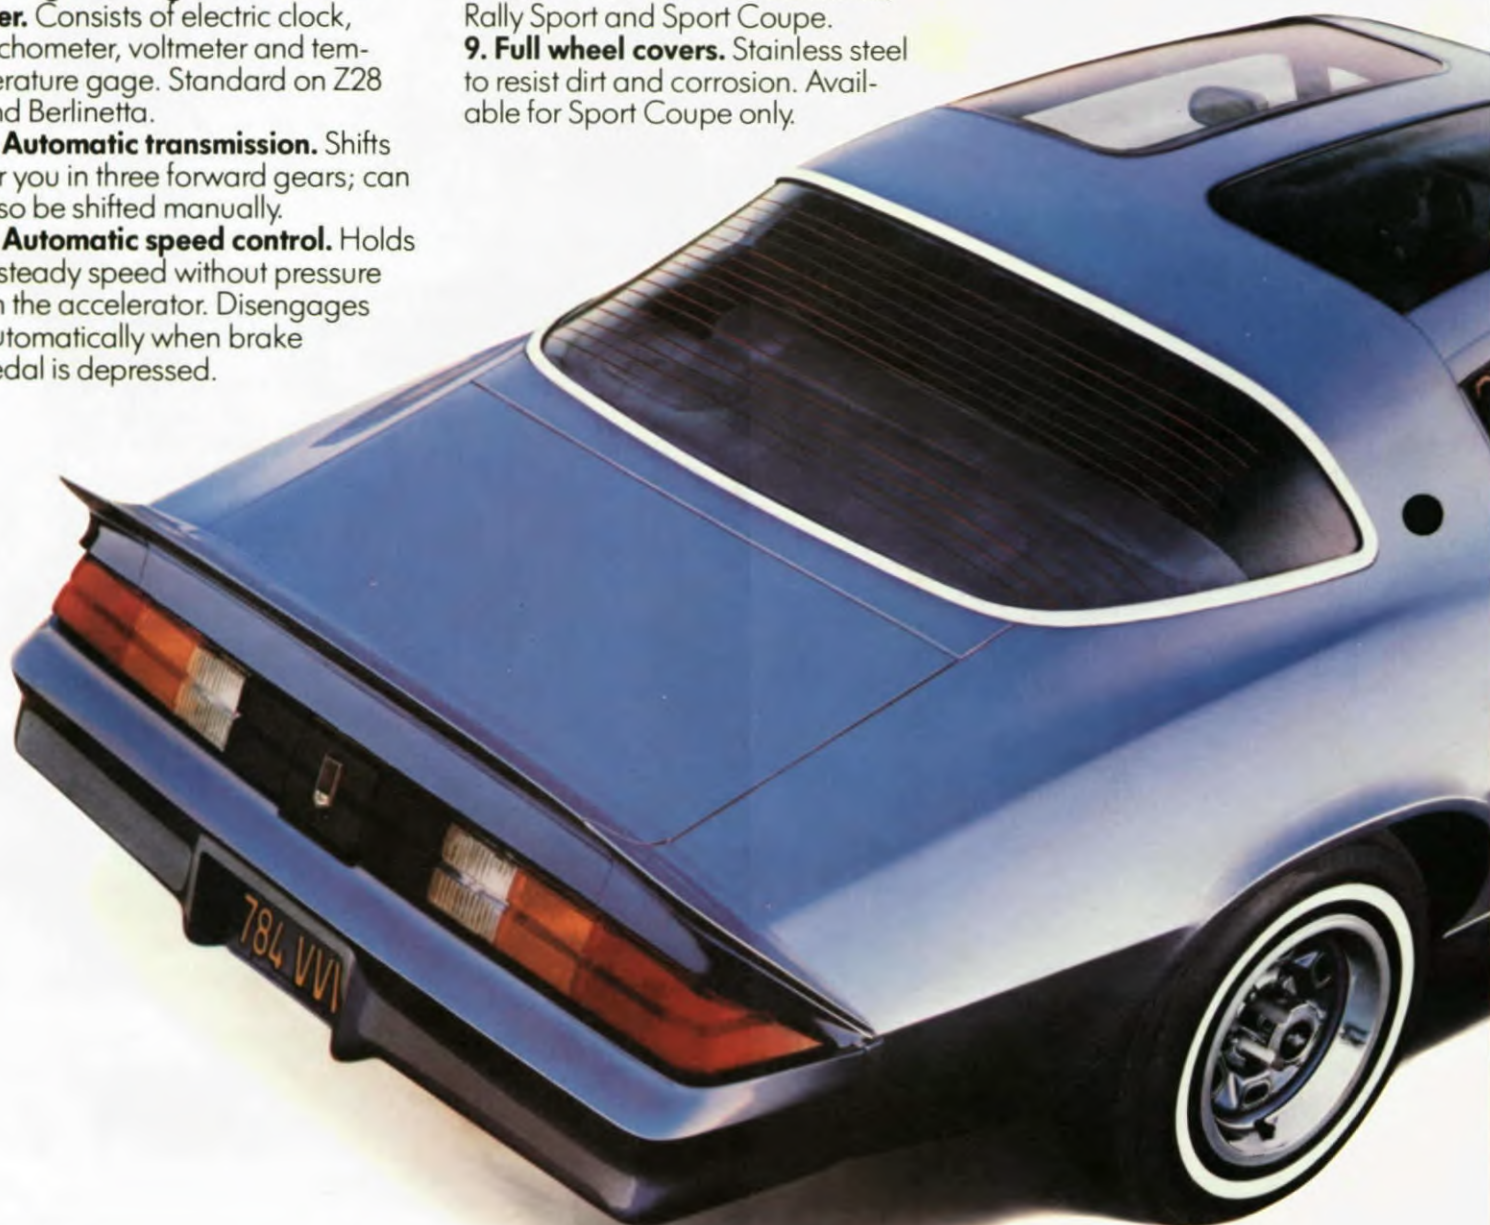 er. Consists of electric clock,
chometer, voltmeter and tem-
erature gage. Standard on Z28
nd Berlinetta.
Automatic transmission. Shifts
r you in three forward gears; can
so be shifted manually.
Automatic speed control. Holds
steady speed without pressure
n the accelerator. Disengages
utomatically when brake
edal is depressed.
Rally Sport and Sport Coupe.
9. Full wheel covers. Stainless steel
to resist dirt and corrosion. Avail-
able for Sport Coupe only.
784 VVV